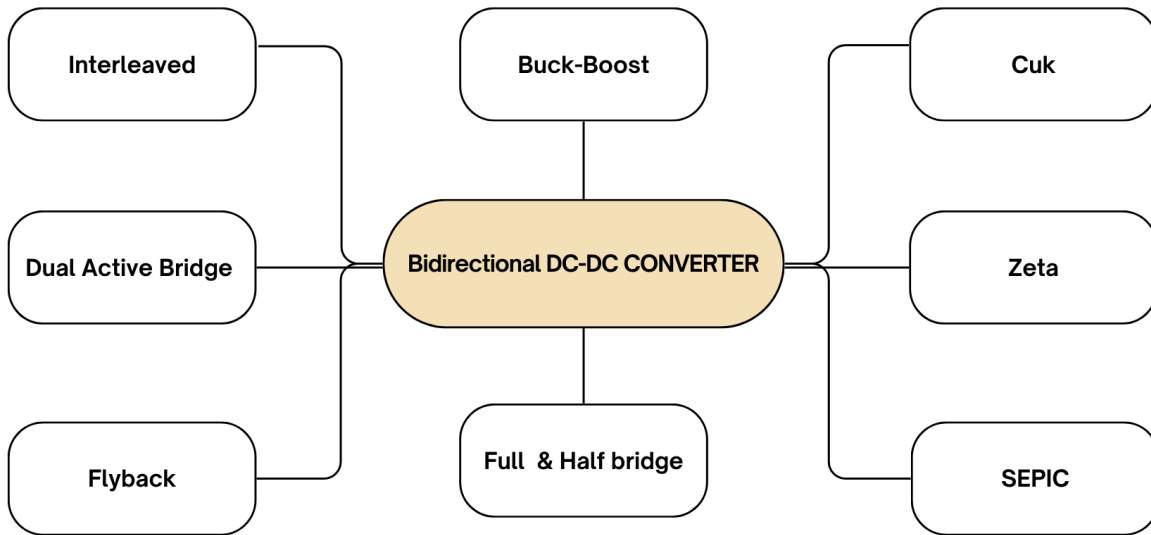 Interleaved
Buck-Boost
Cuk
Dual Active Bridge
Bidirectional DC-DC CONVERTER
Zeta
Flyback
Full & Half bridge
SEPIC